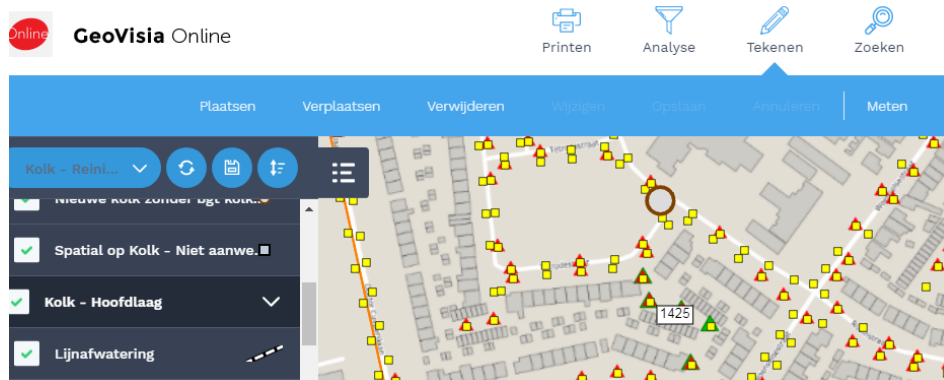 Online
GeoVisia Online
Printen
Analyse
Tekenen
Zoeken
Plaatsen
Verplaatsen
Verwijderen
Wijzigen
Opslaan
Annuleren
Meten
Kolk - Reini...
Nieuwe kolk zonder bgt kolk..
Spatial op Kolk - Niet aanwe.
Kolk - Hoofdlaag
Lijnafwatering
1425